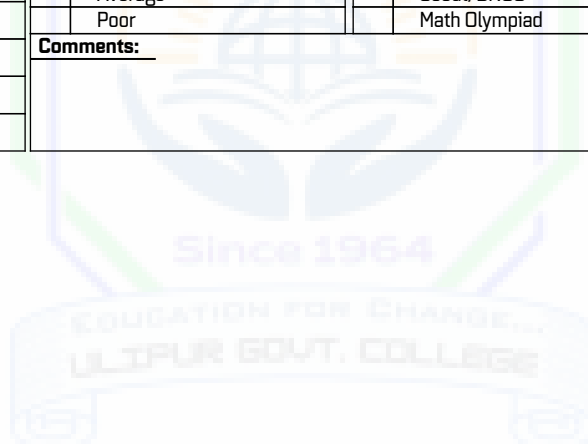 Poor
Math Olympiad
Comments:
Since 1964
EDUCATION FOR CHANGE...
ULIPUR GOVT. COLLEGE